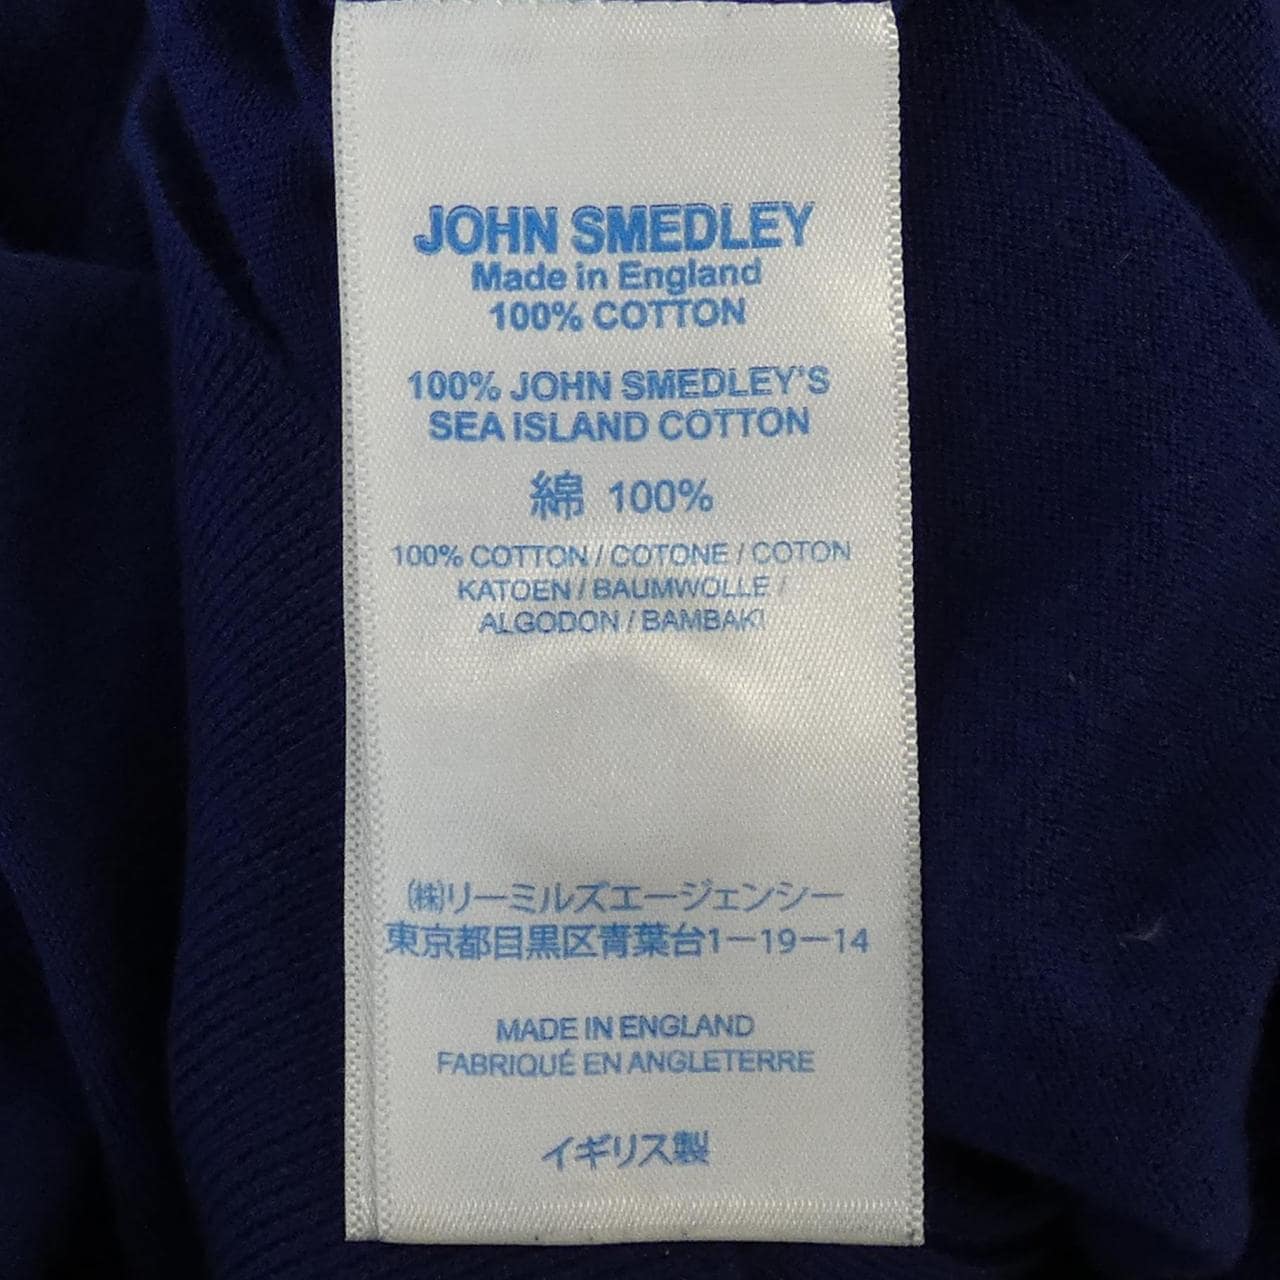 JOHN SMEDLEY
Made in England
100% COTTON
100% JOHN SMEDLEY'S
SEA ISLAND COTTON
綿 100%
100% COTTON / COTONE / COTON
KATOEN / BAUMWOLLE /
ALGODON / BAMBAKI
㈱リーミルズエージェンシー
東京都目黒区青葉台1－19－14
MADE IN ENGLAND
FABRIQUÉ EN ANGLETERRE
イギリス製